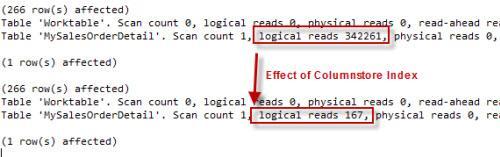 (266 row(s) affected)
Table 'Worktable'. Scan count 0, logical reads 0, physical reads 0, read-ahead re
Table 'MySalesOrderDetail'. Scan count 1, logical reads 342261, physical reads 0,
(1 row(s) affected)
Effect of Columnstore Index
(266 row(s) affected)
Table 'Worktable'. Scan count 0, logical reads 0, physical reads 0, read-ahead re
Table 'MySalesOrderDetail'. Scan count 1, logical reads 167, physical reads 0, re
(1 row(s) affected)